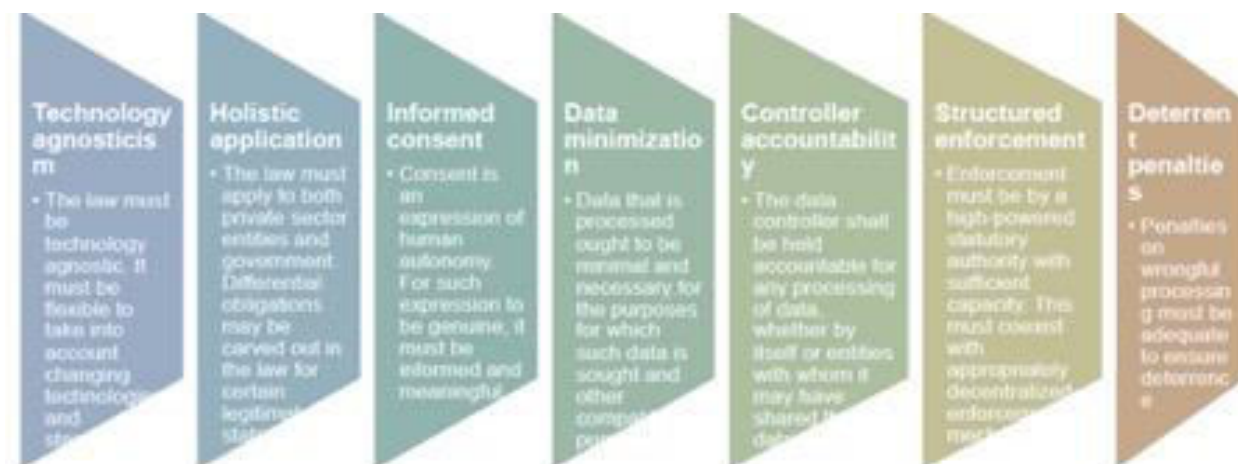 Technology
agnosticis
m
• The law must
be
technology
agnostic. It
must be
flexible to
take into
account
changing
technology
and
Holistic
application
• The law must
apply to both
private sector
entities and
government.
Differential
obligations
may be
carved out in
the law for
certain
Informed
consent
• Consent is
an
expression of
human
autonomy.
For such
expression to
be genuine, it
must be
informed and
meaningful.
Data
minimizatio
n
• Data that is
processed
ought to be
minimal and
necessary for
the purposes
for which
such data is
sought and
other
Controller
accountabilit
y
• The data
controller shall
be held
accountable for
any processing
of data,
whether by
itself or entities
with whom it
may have
shared
Structured
enforcement
• Enforcement
must be by a
high-powered
statutory
authority with
sufficient
capacity. This
must coexist
with
appropriately
decentralized
Deterren
t
penaltie
s
• Penalties
on
wrongful
processin
g must be
adequate
to ensure
deterrenc
e